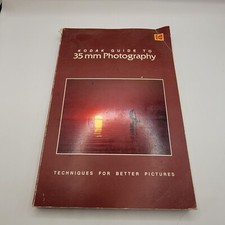 KODAK GUIDE TO
35 mm Photography
TECHNIQUES FOR BETTER PICTURES